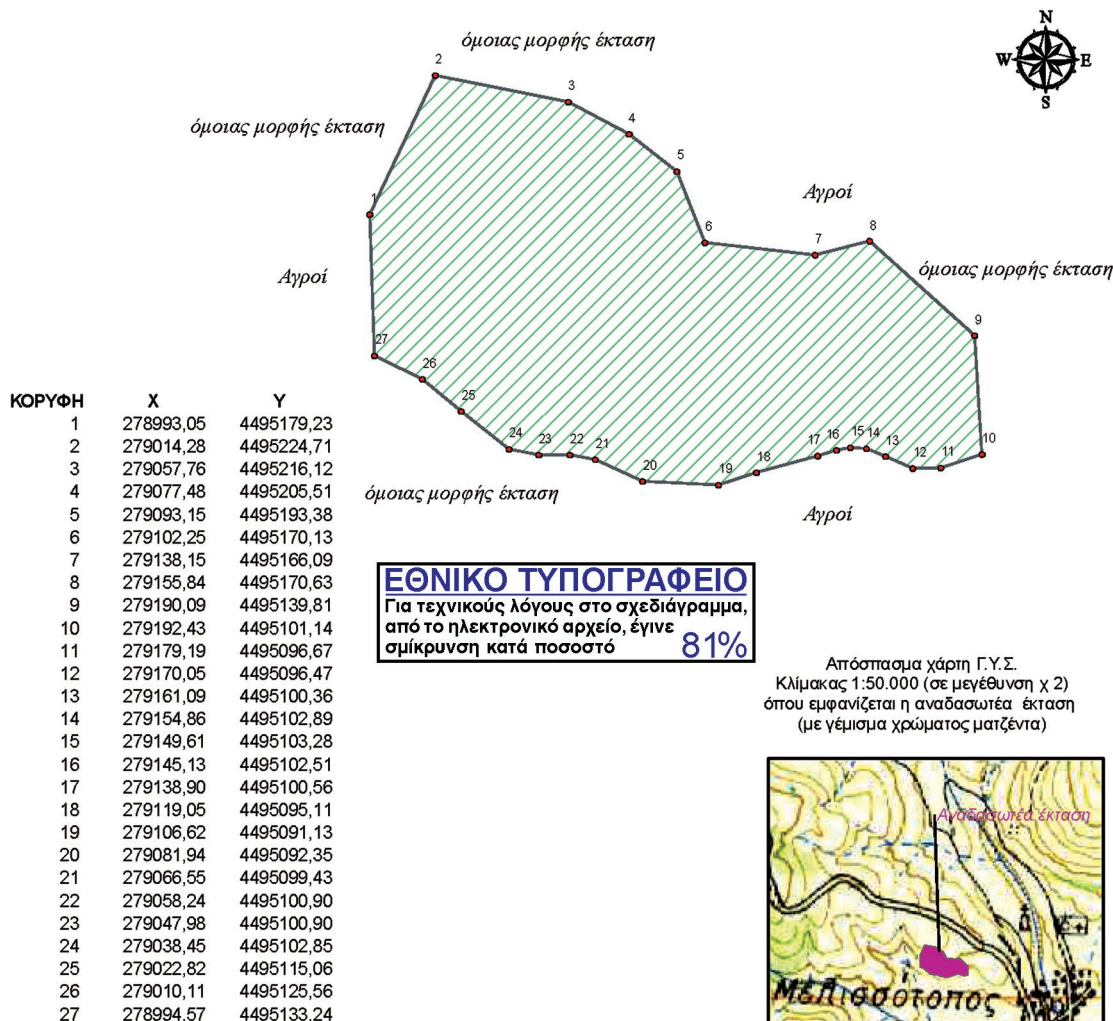 όμοιας μορφής έκταση
N
W E
S
2
3
όμοιας μορφής έκταση
4
5
Αγροί
1
6
7
8
Αγροί
όμοιας μορφής έκταση
9
27
26
25
24 23 22 21 20 19 18 17 16 15 14 13 12 11 10
όμοιας μορφής έκταση
Αγροί
ΚΟΡΥΦΗ X Y
1 278993,05 4495179,23
2 279014,28 4495224,71
3 279057,76 4495216,12
4 279077,48 4495205,51
5 279093,15 4495193,38
6 279102,25 4495170,13
7 279138,15 4495166,09
8 279155,84 4495170,63
9 279190,09 4495139,81
10 279192,43 4495101,14
11 279179,19 4495096,67
12 279170,05 4495096,47
13 279161,09 4495100,36
14 279154,86 4495102,89
15 279149,61 4495103,28
16 279145,13 4495102,51
17 279138,90 4495100,56
18 279119,05 4495095,11
19 279106,62 4495091,13
20 279081,94 4495092,35
21 279066,55 4495099,43
22 279058,24 4495100,90
23 279047,98 4495100,90
24 279038,45 4495102,85
25 279022,82 4495115,06
26 279010,11 4495125,56
27 278994,57 4495133,24
ΕΘΝΙΚΟ ΤΥΠΟΓΡΑΦΕΙΟ
Για τεχνικούς λόγους στο σχεδιάγραμμα,
από το ηλεκτρονικό αρχείο, έγινε
σμίκρυνση κατά ποσοστό 81%
Απόσπασμα χάρτη Γ.Υ.Σ.
Κλίμακας 1:50.000 (σε μεγέθυνση χ 2)
όπου εμφανίζεται η αναδασωτέα έκταση
(με γέμισμα χρώματος ματζέντα)
Αναδασωτέα έκταση
Μελισσότοπος